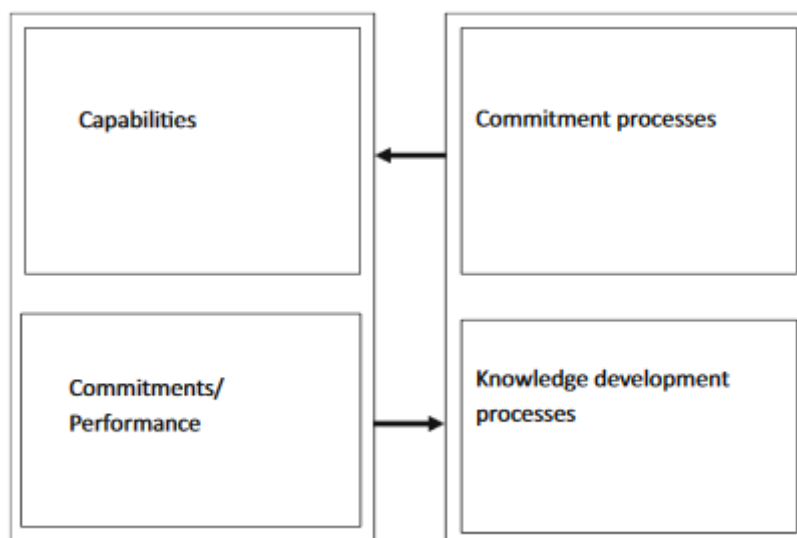 Capabilities
Commitment processes
Commitments/
Performance
Knowledge development
processes